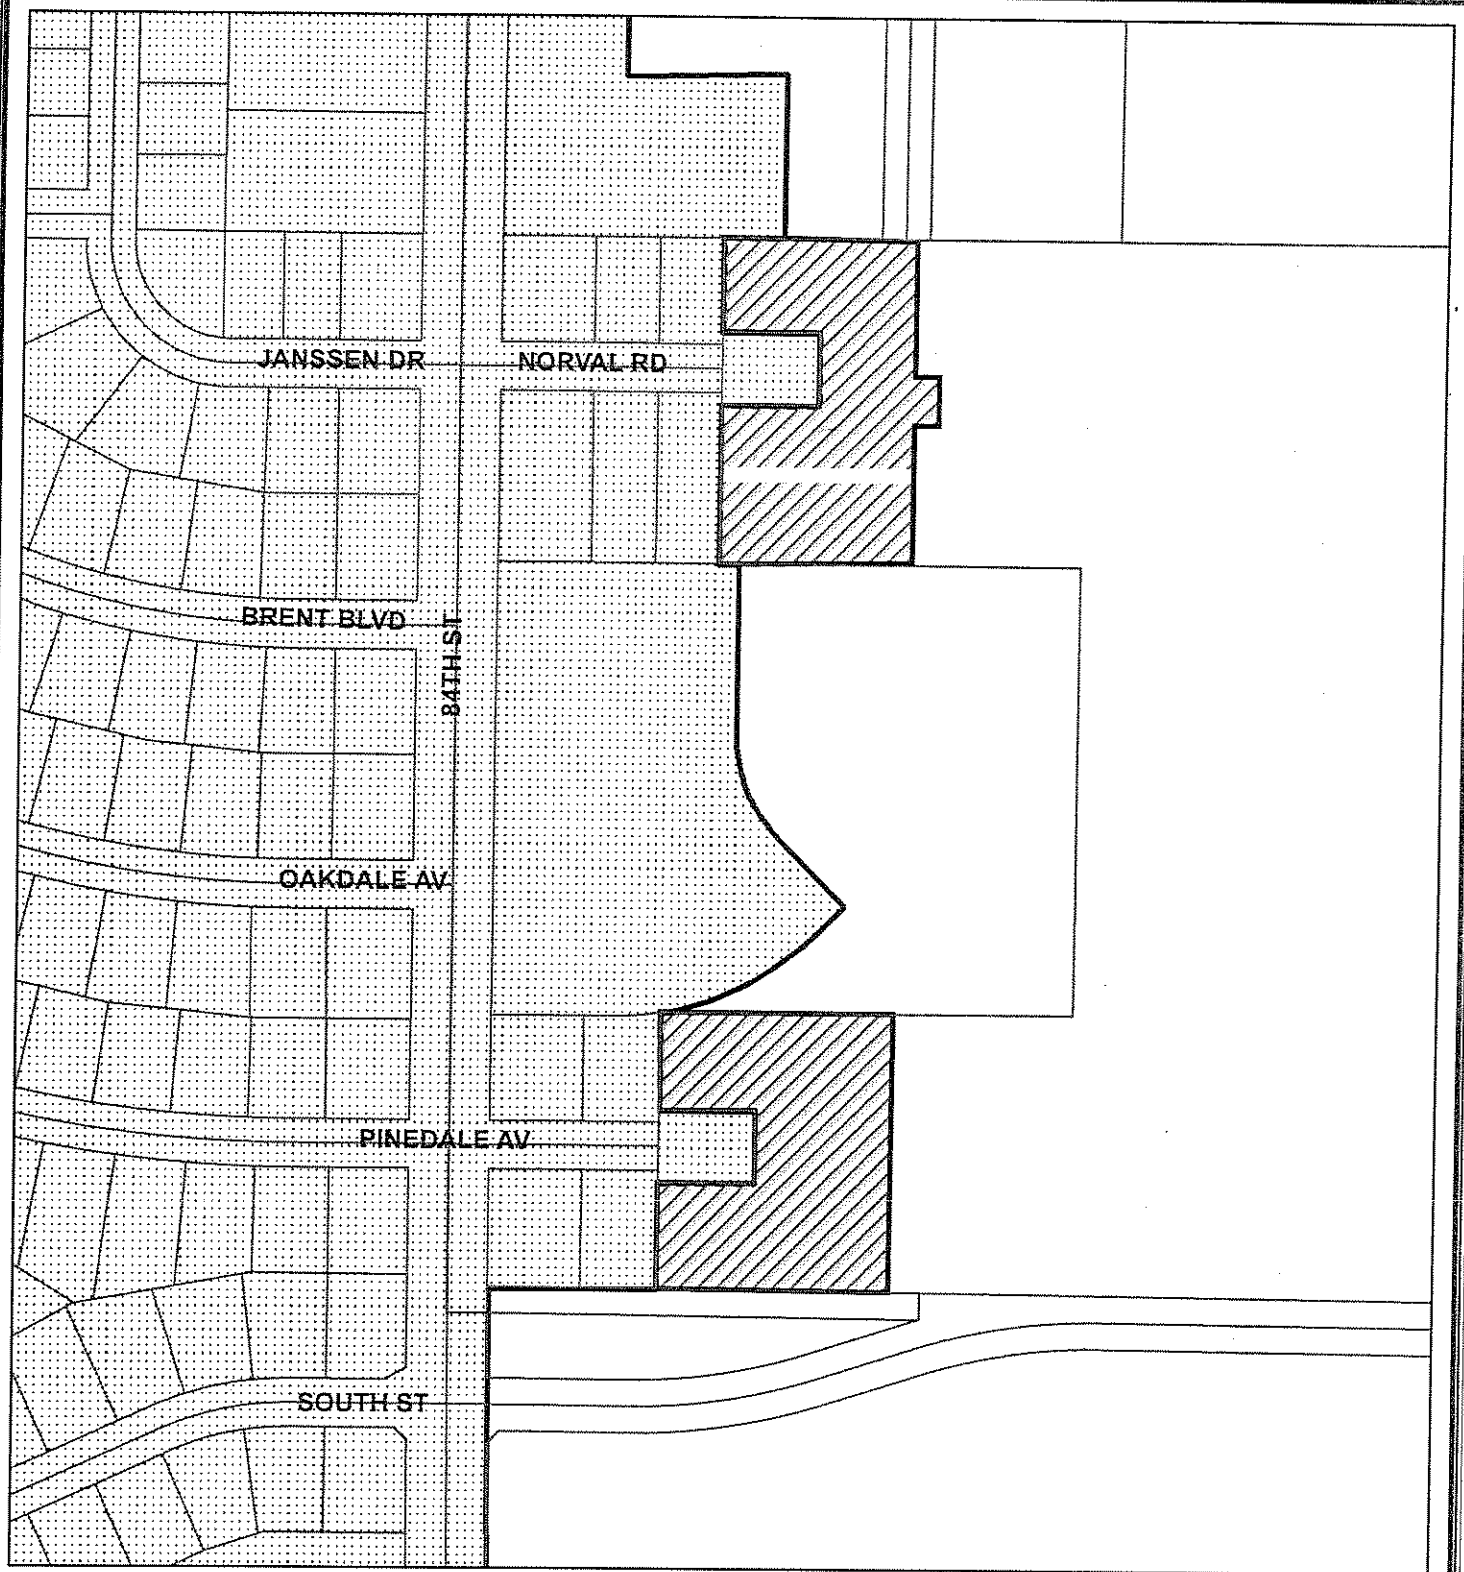 JANSSEN DR
NORVAL RD
BRENT BLVD
84TH ST
OAKDALE AV
PINEDALE AV
SOUTH ST